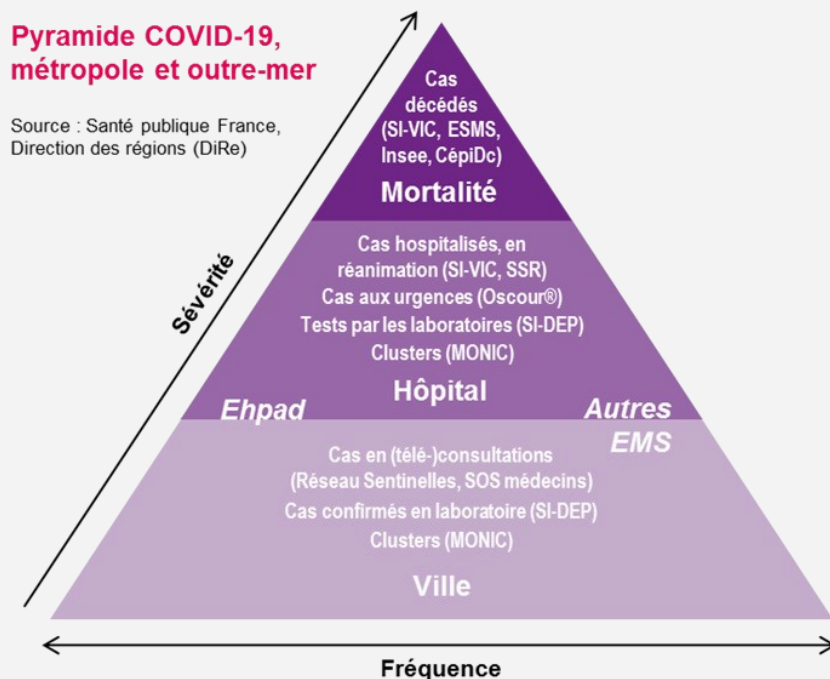 Pyramide COVID-19,
métropole et outre-mer
Source : Santé publique France,
Direction des régions (DiRe)
Cas
décédés
(SI-VIC, ESMS,
Insee, CépiDc)
Mortalité
Sévérité
Cas hospitalisés, en
réanimation (SI-VIC, SSR)
Cas aux urgences (Oscour®)
Tests par les laboratoires (SI-DEP)
Clusters (MONIC)
Hôpital
Ehpad
Autres
EMS
Cas en (télé-)consultations
(Réseau Sentinelles, SOS médecins)
Cas confirmés en laboratoire (SI-DEP)
Clusters (MONIC)
Ville
Fréquence